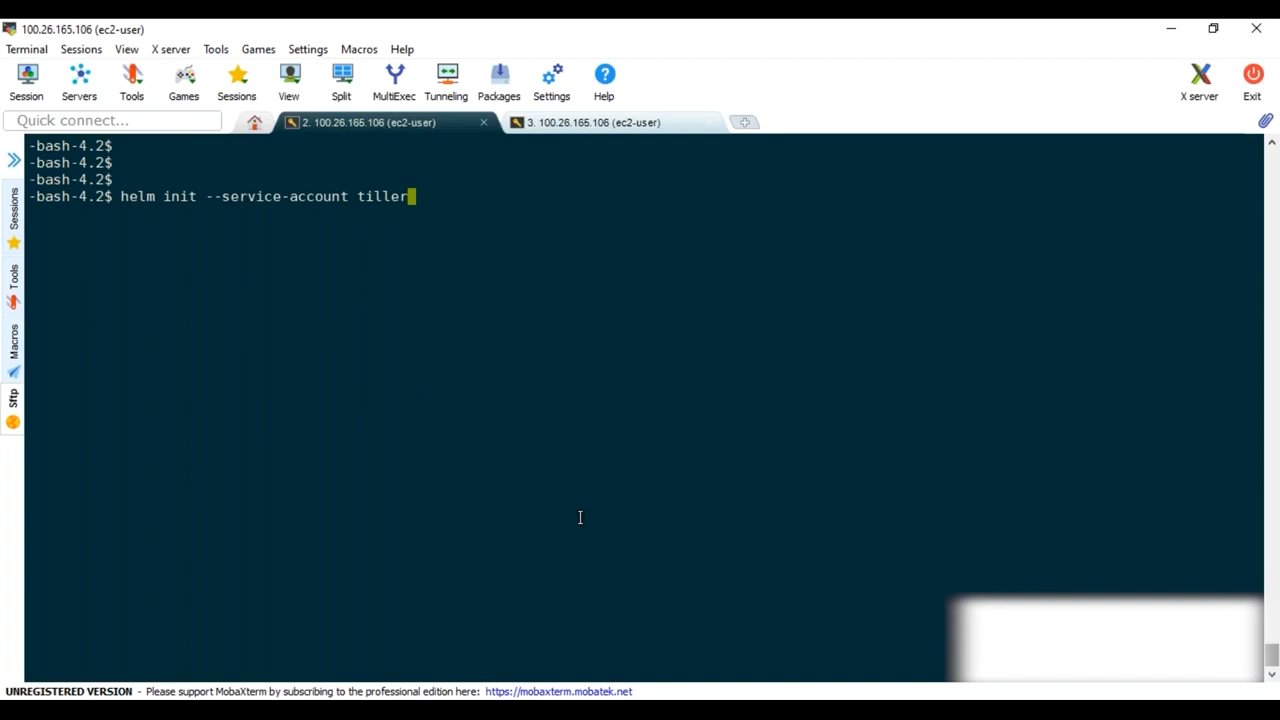 100.26.165.106 (ec2-user)
Terminal Sessions View X server Tools Games Settings Macros Help
Session Servers Tools Games Sessions View Split MultiExec Tunneling Packages Settings Help X server Exit
Quick connect...
2. 100.26.165.106 (ec2-user)
3. 100.26.165.106 (ec2-user)
Sessions
Tools
Macros
Sftp
-bash-4.2$
-bash-4.2$
-bash-4.2$
-bash-4.2$ helm init --service-account tiller
UNREGISTERED VERSION - Please support MobaXterm by subscribing to the professional edition here: https://mobaxterm.mobatek.net